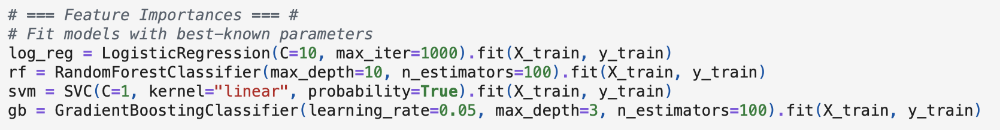 # === Feature Importances === #
# Fit models with best-known parameters
log_reg = LogisticRegression(C=10, max_iter=1000).fit(X_train, y_train)
rf = RandomForestClassifier(max_depth=10, n_estimators=100).fit(X_train, y_train)
svm = SVC(C=1, kernel="linear", probability=True).fit(X_train, y_train)
gb = GradientBoostingClassifier(learning_rate=0.05, max_depth=3, n_estimators=100).fit(X_train, y_train)